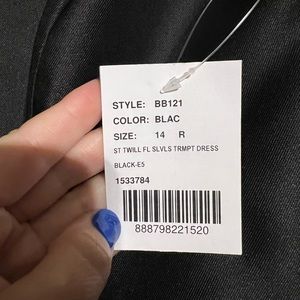 STYLE: BB121
COLOR: BLAC
SIZE: 14 R
ST TWILL FL SLVLS TRMPT DRESS
BLACK-E5
1533784
888798221520